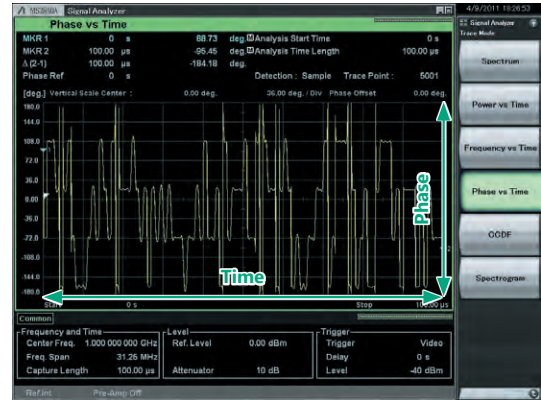 Anritsu Signal Analyzer 4/9/2011 18:26:53
Phase vs Time
MKR 1 0 s 68.73 deg. Analysis Start Time 0 s
MKR 2 100.00 µs -95.45 deg. Analysis Time Length 100.00 µs
Δ (2-1) 100.00 µs -184.18 deg.
Phase Ref 0 s Detection : Sample Trace Point : 5001
[deg.] Vertical Scale Center : 0.00 deg. 36.00 deg. / Div Phase Offset 0.00 deg.
180.0
144.0
108.0
72.0
36.0
0.00
-36.0
-72.0
-108.0
-144.0
-180.0
Phase
Time
Start 0 s Stop 100.00 µs
Common
Frequency and Time
Center Freq. 1.000 000 000 GHz
Freq. Span 31.25 MHz
Capture Length 100.00 µs
Level
Ref. Level 0.00 dBm
Attenuator 10 dB
Trigger
Trigger Video
Delay 0 s
Level -40 dBm
Ref.Int Pre-Amp Off
Signal Analyzer
Trace Mode
Spectrum
Power vs Time
Frequency vs Time
Phase vs Time
CCDF
Spectrogram